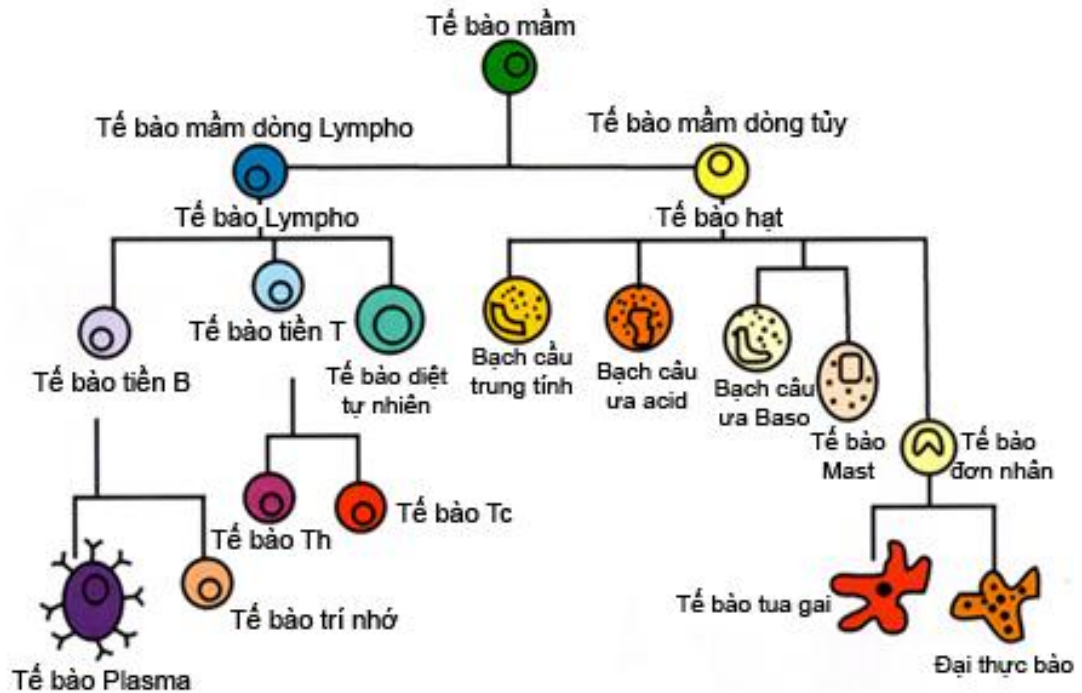 Tế bào mầm
Tế bào mầm dòng Lympho
Tế bào mầm dòng tủy
Tế bào Lympho
Tế bào hạt
Tế bào tiền B
Tế bào tiền T
Tế bào diệt
tự nhiên
Bạch cầu
trung tính
Bạch câu
ưa acid
Bạch câu
ưa Baso
Tế bào
Mast
Tế bào
đơn nhân
Tế bào Th
Tế bào Tc
Tế bào Plasma
Tế bào trí nhớ
Tế bào tua gai
Đại thực bào